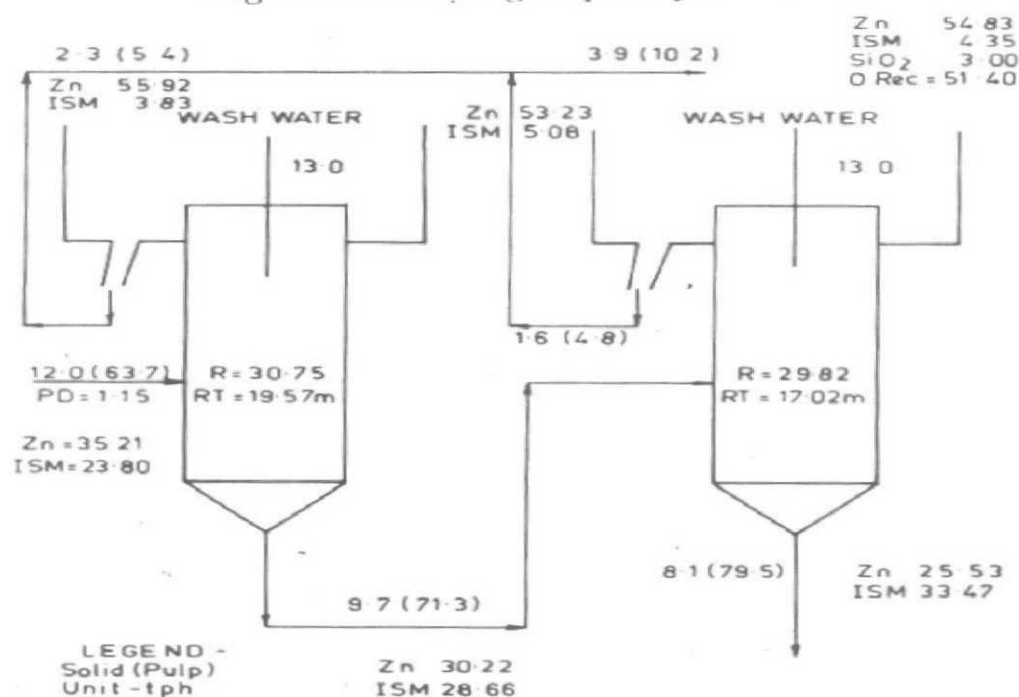 2·3 (5·4)
3·9 (10·2)
Zn 54·83
ISM 4·35
SiO2 3·00
O Rec = 51·40
Zn 55·92
ISM 3·83
WASH WATER
13·0
Zn 53·23
ISM 5·08
WASH WATER
13·0
1·6 (4·8)
12·0 (63·7)
PD = 1·15
R = 30·75
RT = 19·57m
R = 29·82
RT = 17·02m
Zn = 35·21
ISM = 23·80
9·7 (71·3)
8·1 (79·5)
Zn 25·53
ISM 33·47
LEGEND -
Solid (Pulp)
Unit - tph
Zn 30·22
ISM 28·66